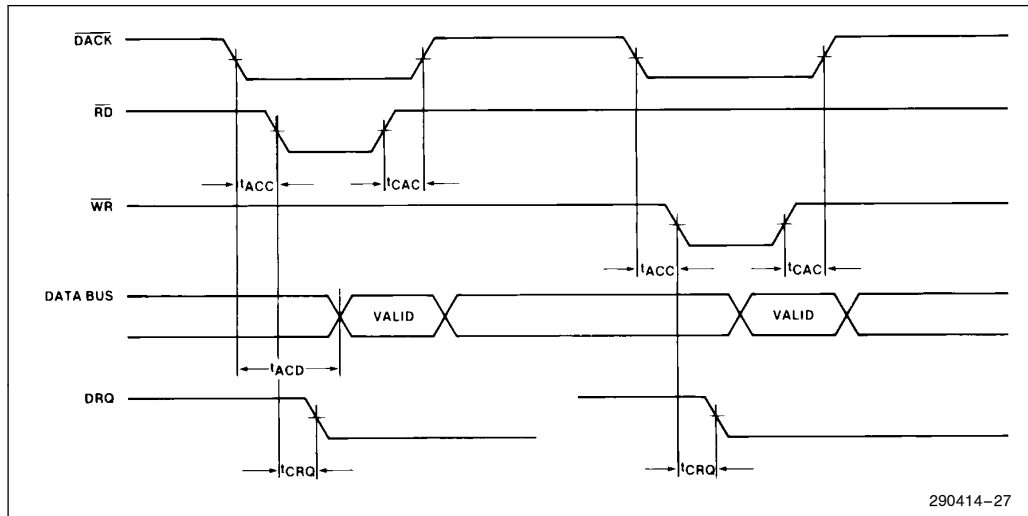 DACK
RD
tACC
tCAC
WR
tACC
tCAC
DATA BUS
VALID
VALID
tACD
DRQ
tCRQ
tCRQ
290414-27